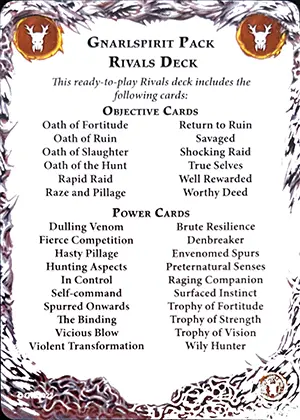 Gnarlspirit Pack
Rivals Deck
This ready-to-play Rivals deck includes the
following cards:
Objective Cards
Oath of Fortitude
Oath of Ruin
Oath of Slaughter
Oath of the Hunt
Rapid Raid
Raze and Pillage
Return to Ruin
Savaged
Shocking Raid
True Selves
Well Rewarded
Worthy Deed
Power Cards
Dulling Venom
Fierce Competition
Hasty Pillage
Hunting Aspects
In Control
Self-command
Spurred Onwards
The Binding
Vicious Blow
Violent Transformation
Brute Resilience
Denbreaker
Envenomed Spurs
Preternatural Senses
Raging Companion
Surfaced Instinct
Trophy of Fortitude
Trophy of Strength
Trophy of Vision
Wily Hunter